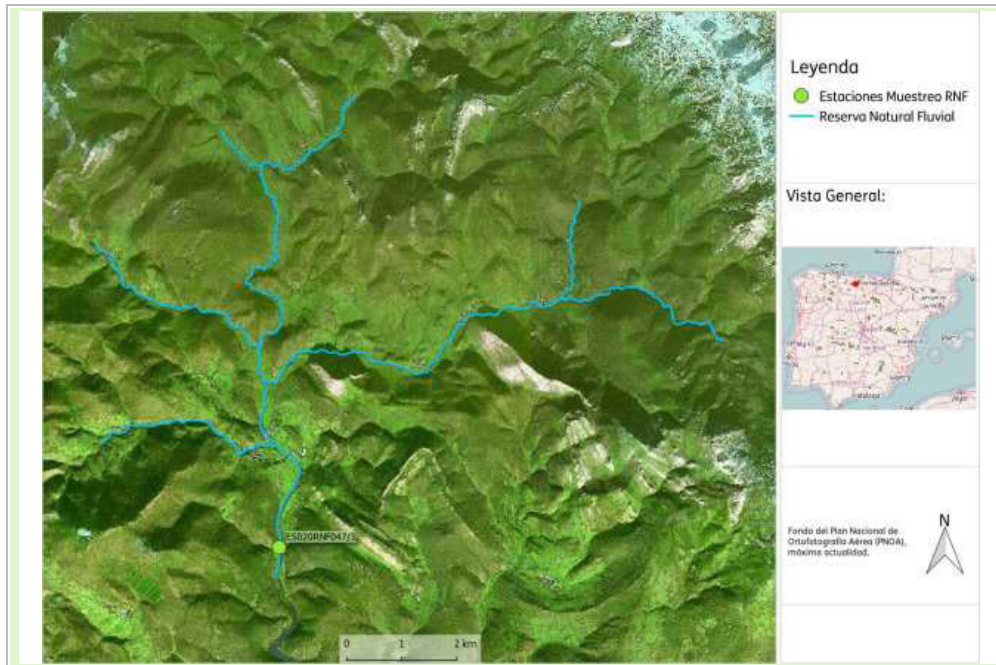 Leyenda
Estaciones Muestreo RNF
Reserva Natural Fluvial
Vista General:
ES020RNF047/3
Fondo del Plan Nacional de
Ortofotografía Aérea (PNOA),
máxima actualidad.
N
0 1 2 km